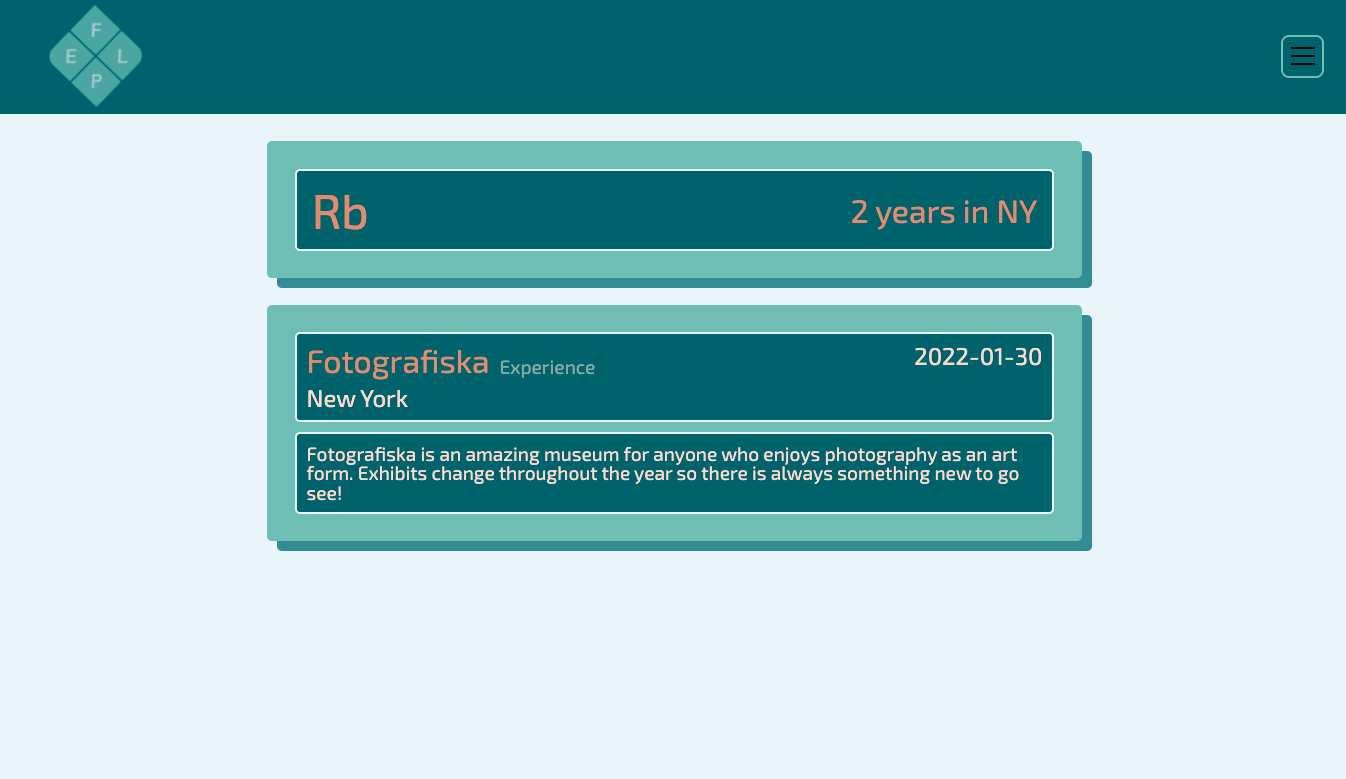 F
E L
P
Rb 2 years in NY
Fotografiska Experience 2022-01-30
New York
Fotografiska is an amazing museum for anyone who enjoys photography as an art
form. Exhibits change throughout the year so there is always something new to go
see!